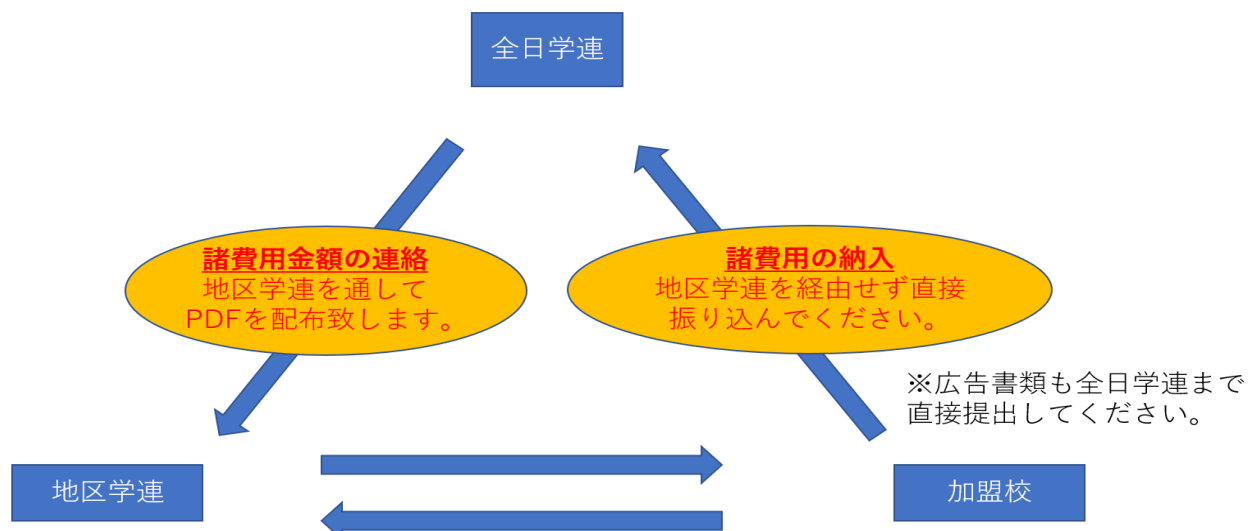 全日学連
諸費用金額の連絡
地区学連を通して
PDFを配布致します。
諸費用の納入
地区学連を経由せず直接
振り込んでください。
※広告書類も全日学連まで
直接提出してください。
地区学連
加盟校